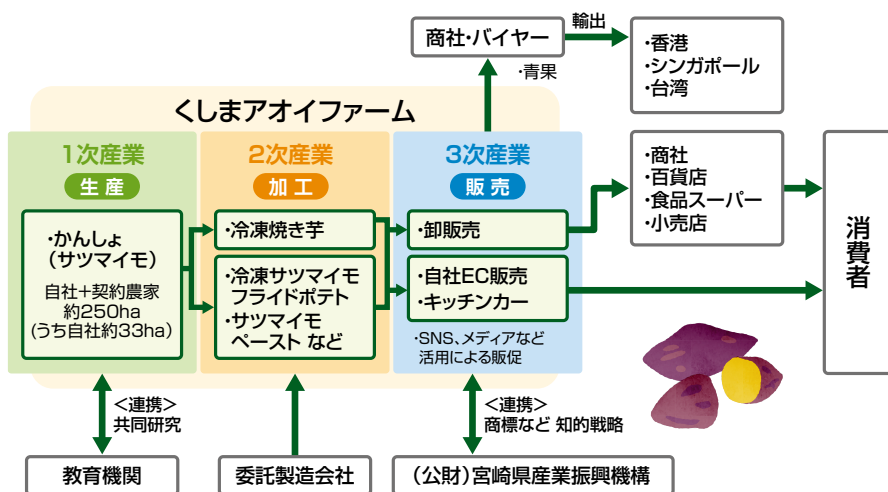 商社・バイヤー
輸出
・香港
・シンガポール
・台湾
・青果
くしまアオイファーム
1次産業
生産
2次産業
加工
3次産業
販売
・かんしょ
（サツマイモ）
自社+契約農家
約250ha
(うち自社約33ha)
・冷凍焼き芋
・冷凍サツマイモ
フライドポテト
・サツマイモ
ペースト など
・卸販売
・自社EC販売
・キッチンカー
・SNS、メディアなど
活用による販促
・商社
・百貨店
・食品スーパー
・小売店
消費者
<連携>
共同研究
<連携>
商標など 知的戦略
教育機関
委託製造会社
(公財)宮崎県産業振興機構